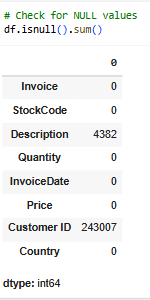 # Check for NULL values
df.isnull().sum()
0
Invoice 0
StockCode 0
Description 4382
Quantity 0
InvoiceDate 0
Price 0
Customer ID 243007
Country 0
dtype: int64